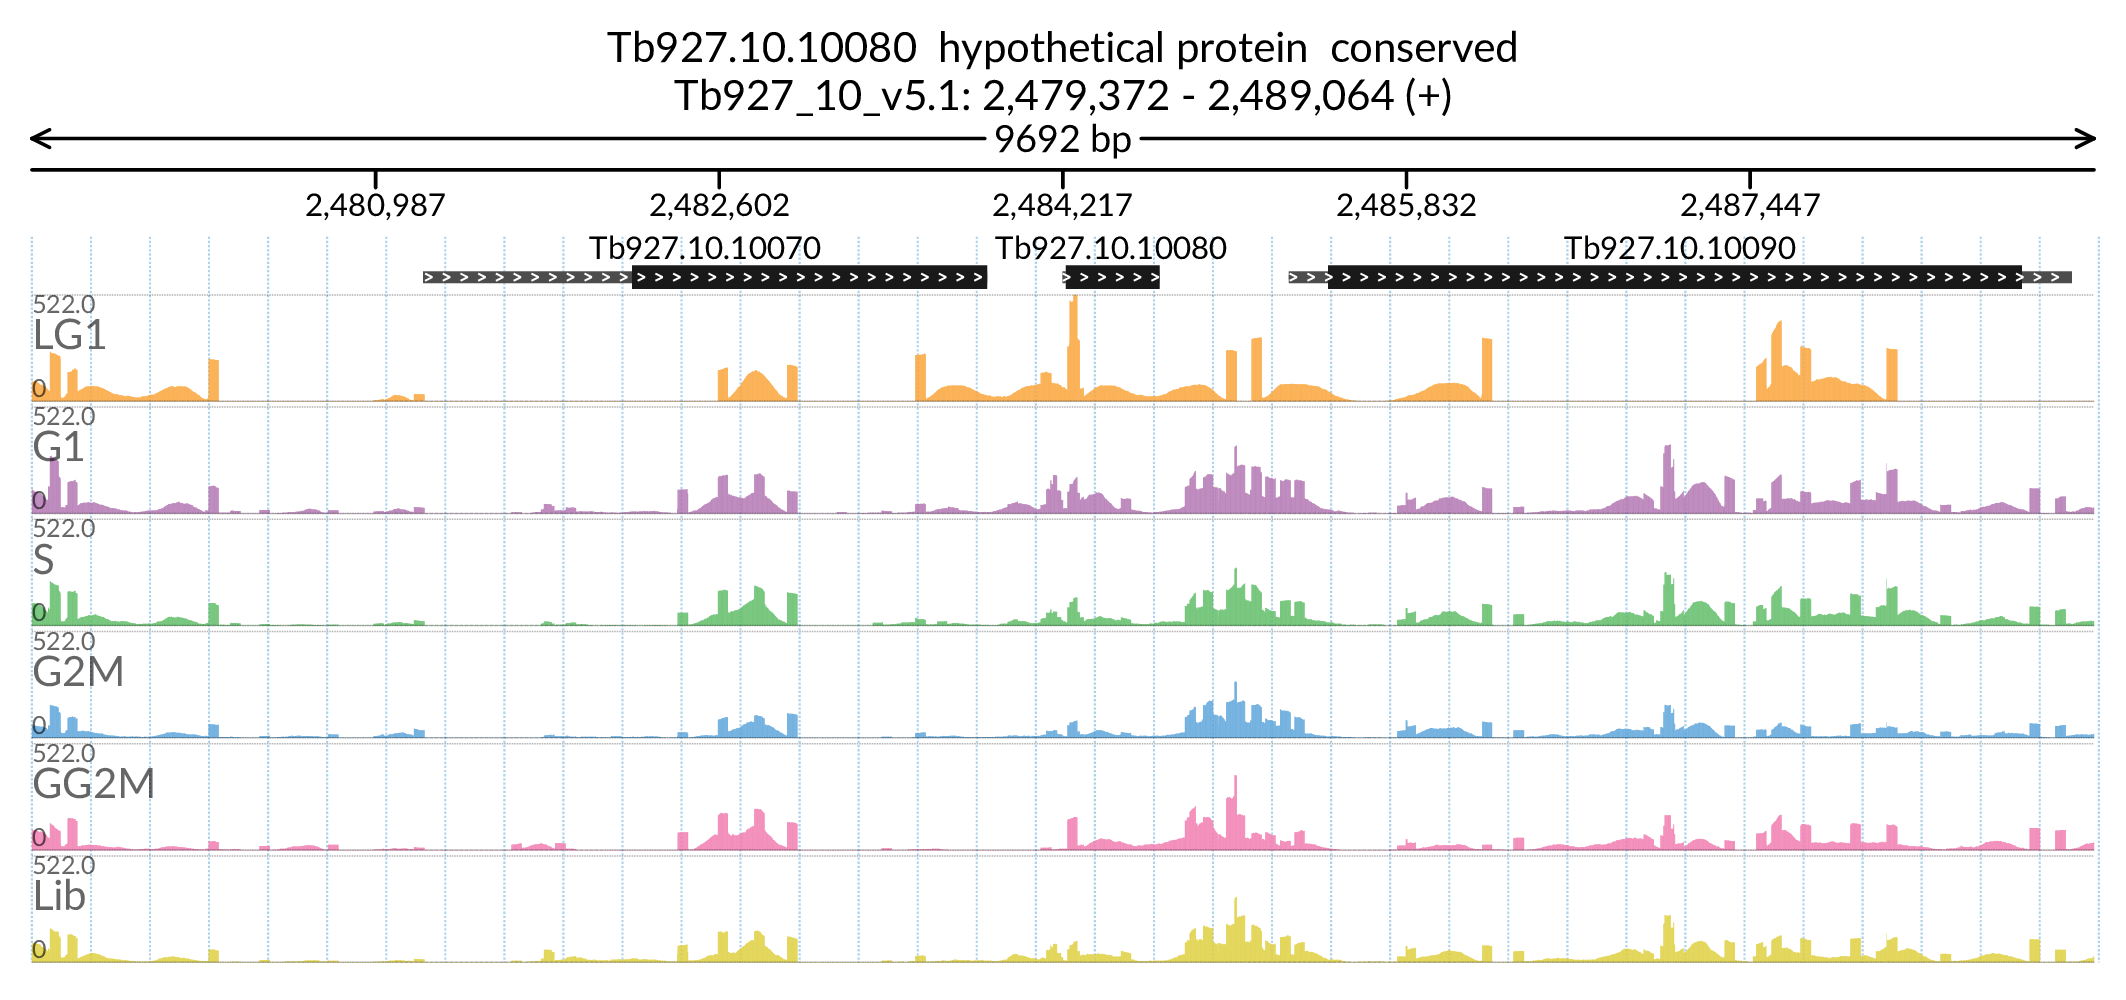 Tb927.10.10080 hypothetical protein conserved
Tb927_10_v5.1: 2,479,372 - 2,489,064 (+)
9692 bp
2,480,987 2,482,602 2,484,217 2,485,832 2,487,447
Tb927.10.10070 Tb927.10.10080 Tb927.10.10090
522.0
LG1
0
522.0
G1
0
522.0
S
0
522.0
G2M
0
522.0
GG2M
0
522.0
Lib
0